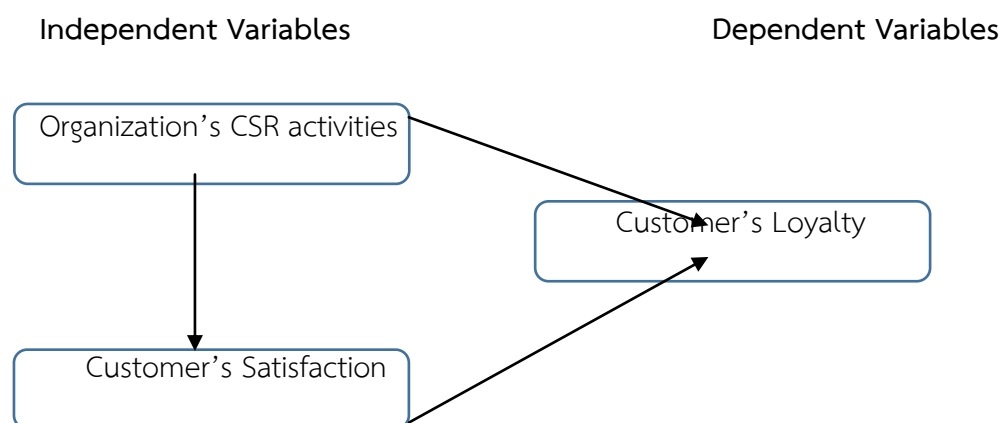 Independent Variables Dependent Variables
Organization’s CSR activities
Customer’s Loyalty
Customer’s Satisfaction